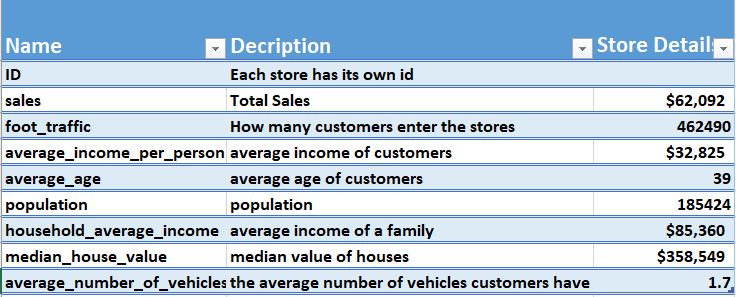 Name Decription Store Details
ID Each store has its own id
sales Total Sales $62,092
foot_traffic How many customers enter the stores 462490
average_income_per_person average income of customers $32,825
average_age average age of customers 39
population population 185424
household_average_income average income of a family $85,360
median_house_value median value of houses $358,549
average_number_of_vehicles the average number of vehicles customers have 1.7